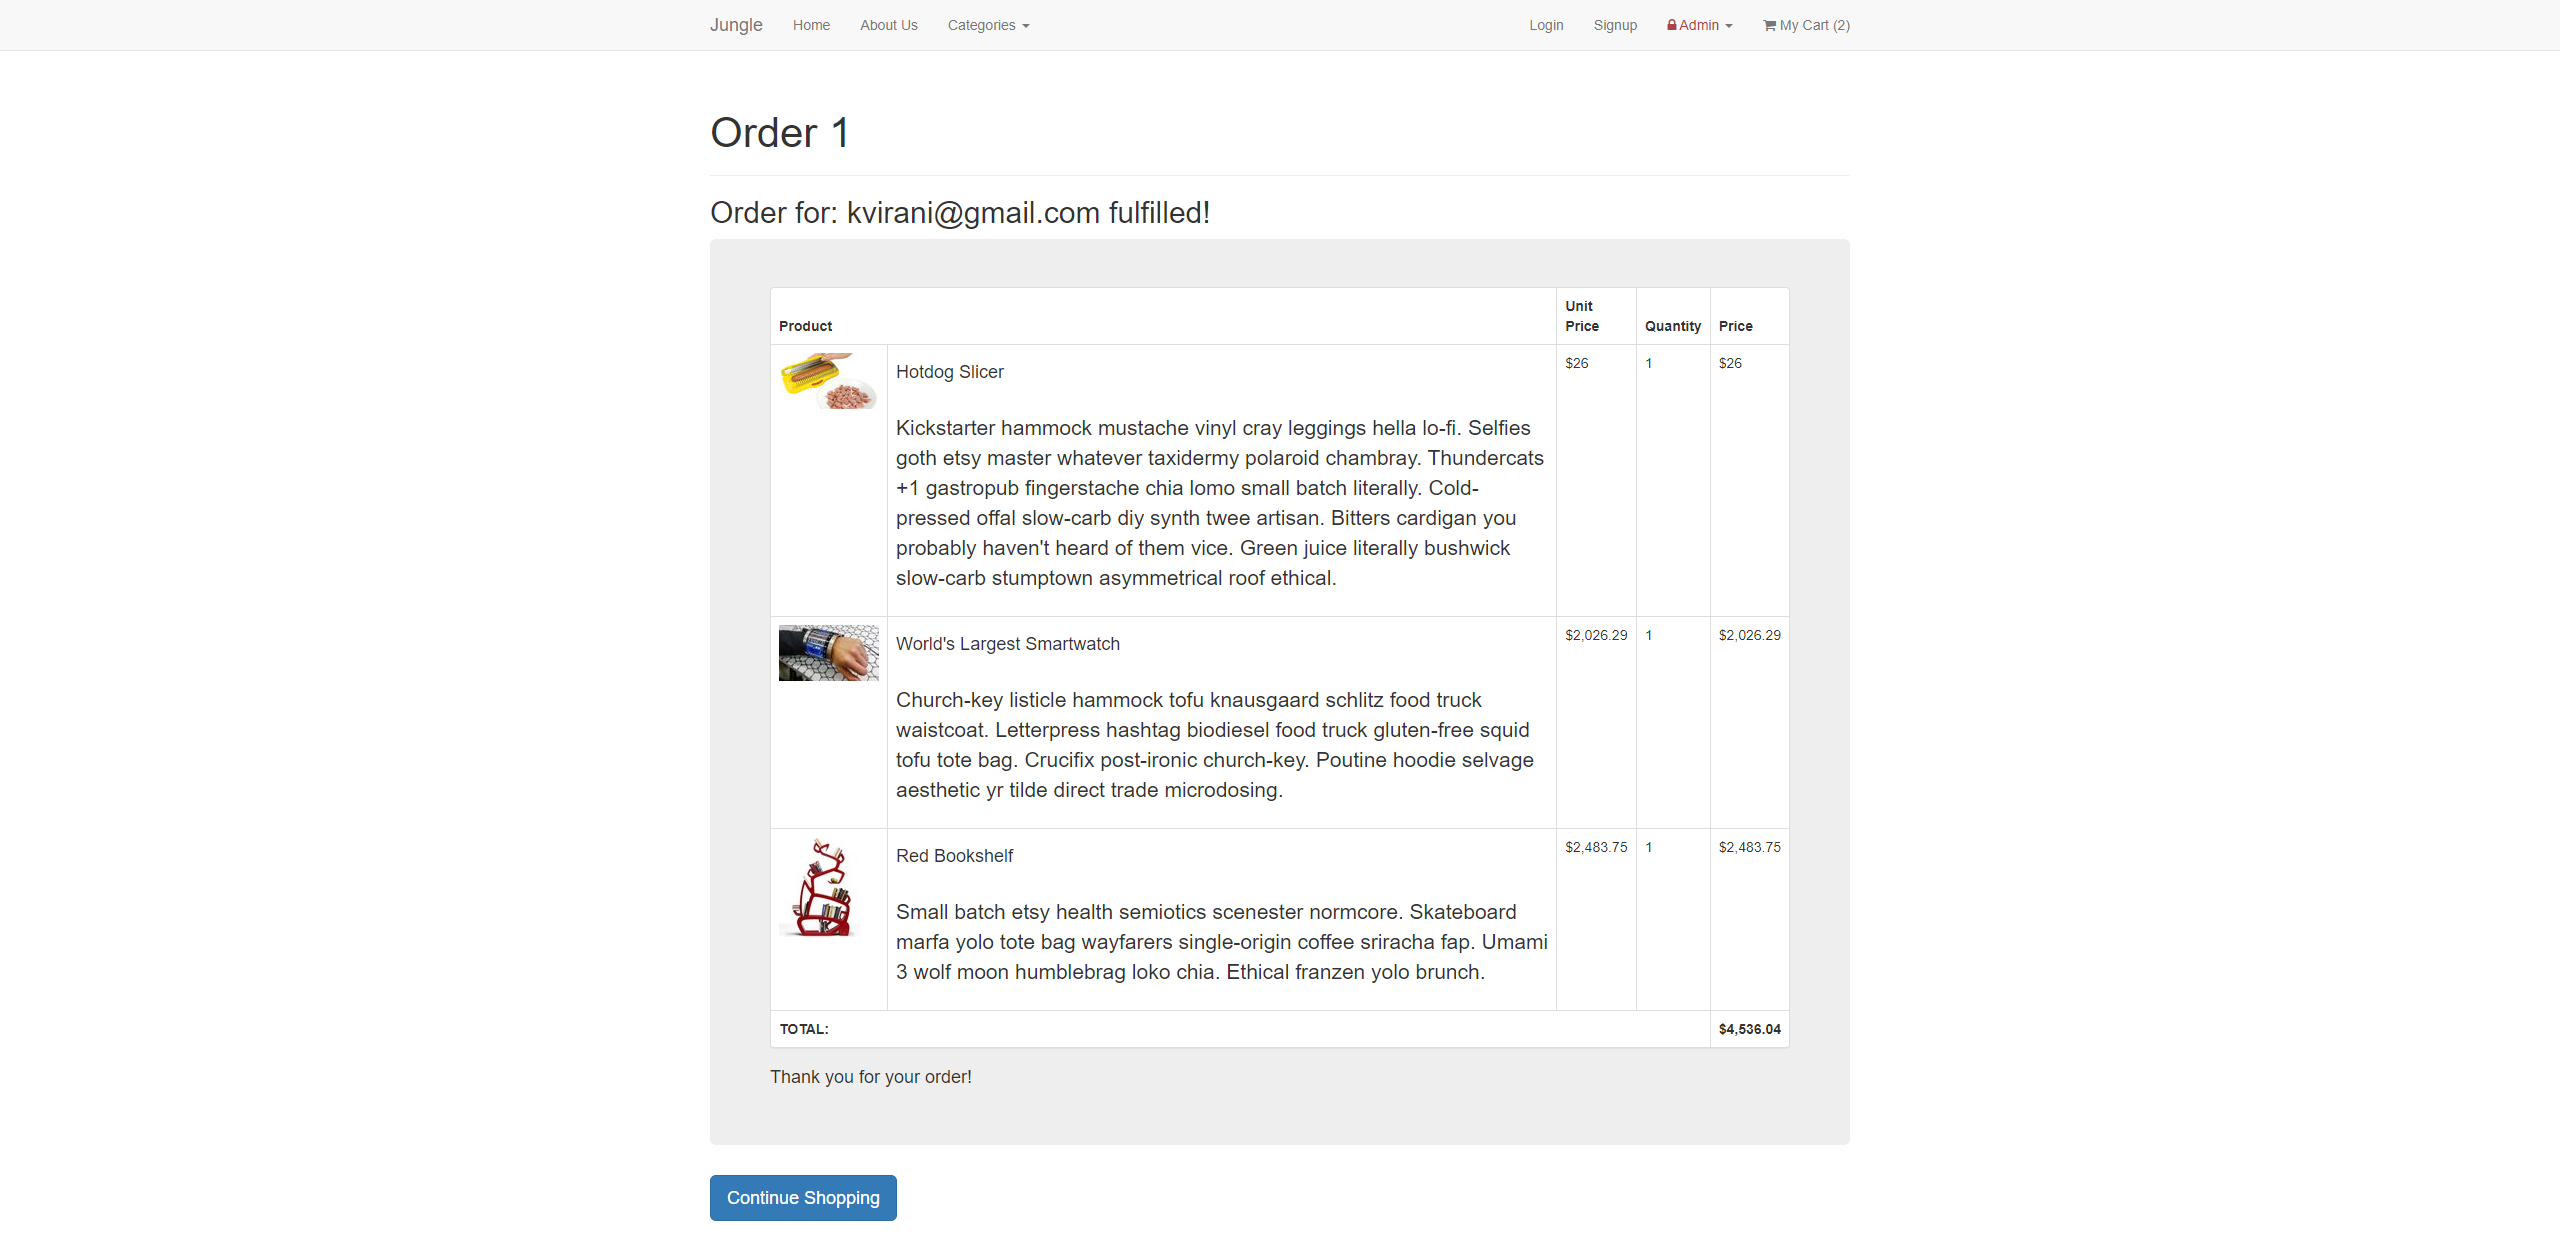 Jungle Home About Us Categories Login Signup Admin My Cart (2)
Order 1
Order for: kvirani@gmail.com fulfilled!
Product Unit Price Quantity Price
Hotdog Slicer $26 1 $26
Kickstarter hammock mustache vinyl cray leggings hella lo-fi. Selfies
goth etsy master whatever taxidermy polaroid chambray. Thundercats
+1 gastropub fingerstache chia lomo small batch literally. Cold-
pressed offal slow-carb diy synth twee artisan. Bitters cardigan you
probably haven't heard of them vice. Green juice literally bushwick
slow-carb stumptown asymmetrical roof ethical.
World's Largest Smartwatch $2,026.29 1 $2,026.29
Church-key listicle hammock tofu knausgaard schlitz food truck
waistcoat. Letterpress hashtag biodiesel food truck gluten-free squid
tofu tote bag. Crucifix post-ironic church-key. Poutine hoodie selvage
aesthetic yr tilde direct trade microdosing.
Red Bookshelf $2,483.75 1 $2,483.75
Small batch etsy health semiotics scenester normcore. Skateboard
marfa yolo tote bag wayfarers single-origin coffee sriracha fap. Umami
3 wolf moon humblebrag loko chia. Ethical franzen yolo brunch.
TOTAL: $4,536.04
Thank you for your order!
Continue Shopping